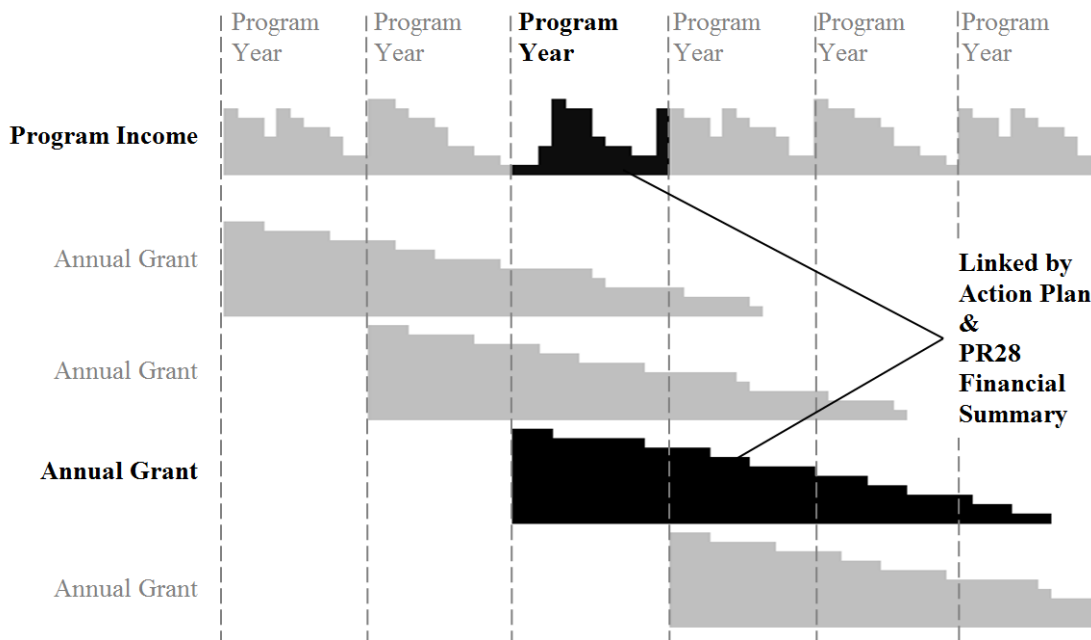 Program
Year
Program
Year
Program
Year
Program
Year
Program
Year
Program
Year
Program Income
Annual Grant
Linked by
Action Plan
&
PR28
Financial
Summary
Annual Grant
Annual Grant
Annual Grant